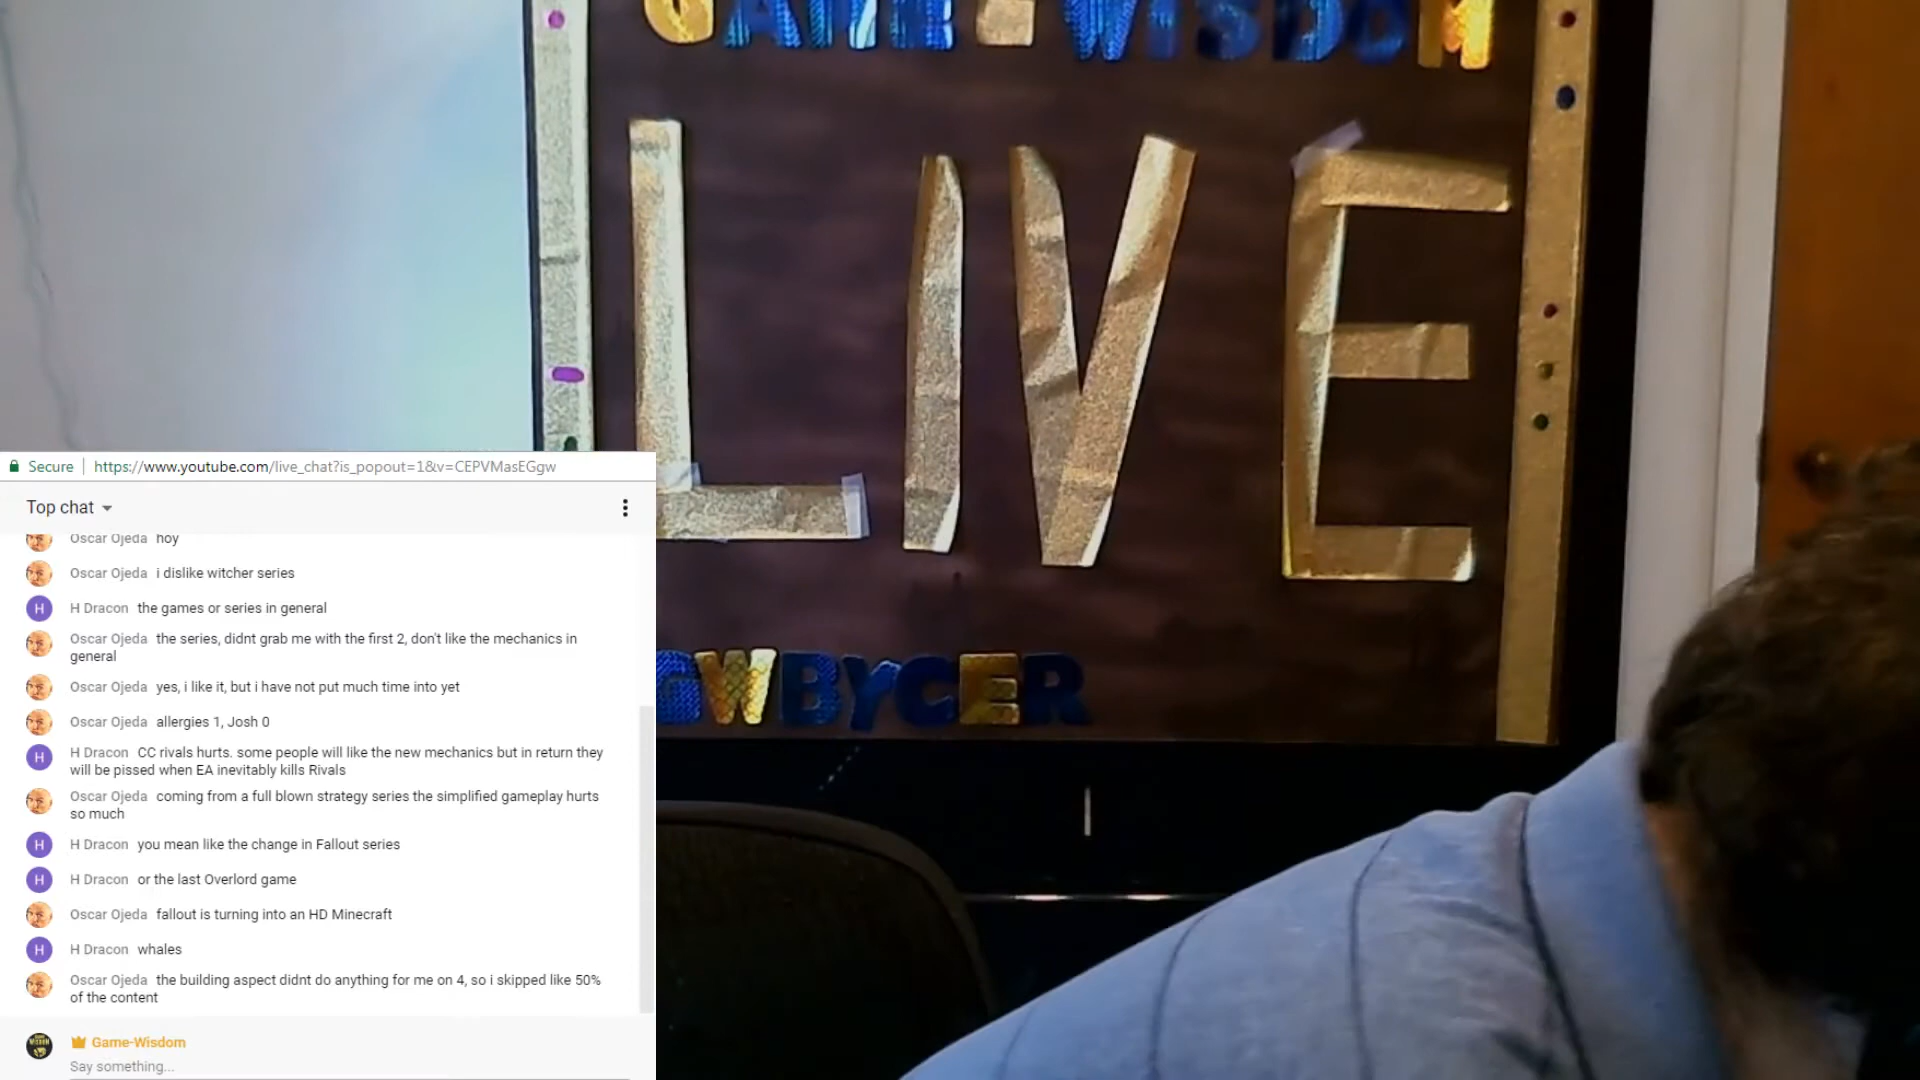 GAME-WISDOM
LIVE
GWBYCER
Secure https://www.youtube.com/live_chat?is_popout=1&v=CEPVMasEGgw
Top chat
Oscar Ojeda hoy
Oscar Ojeda i dislike witcher series
H H Dracon the games or series in general
Oscar Ojeda the series, didnt grab me with the first 2, don't like the mechanics in
general
Oscar Ojeda yes, i like it, but i have not put much time into yet
Oscar Ojeda allergies 1, Josh 0
H H Dracon CC rivals hurts. some people will like the new mechanics but in return they
will be pissed when EA inevitably kills Rivals
Oscar Ojeda coming from a full blown strategy series the simplified gameplay hurts
so much
H H Dracon you mean like the change in Fallout series
H H Dracon or the last Overlord game
Oscar Ojeda fallout is turning into an HD Minecraft
H H Dracon whales
Oscar Ojeda the building aspect didnt do anything for me on 4, so i skipped like 50%
of the content
Game-Wisdom
Say something...